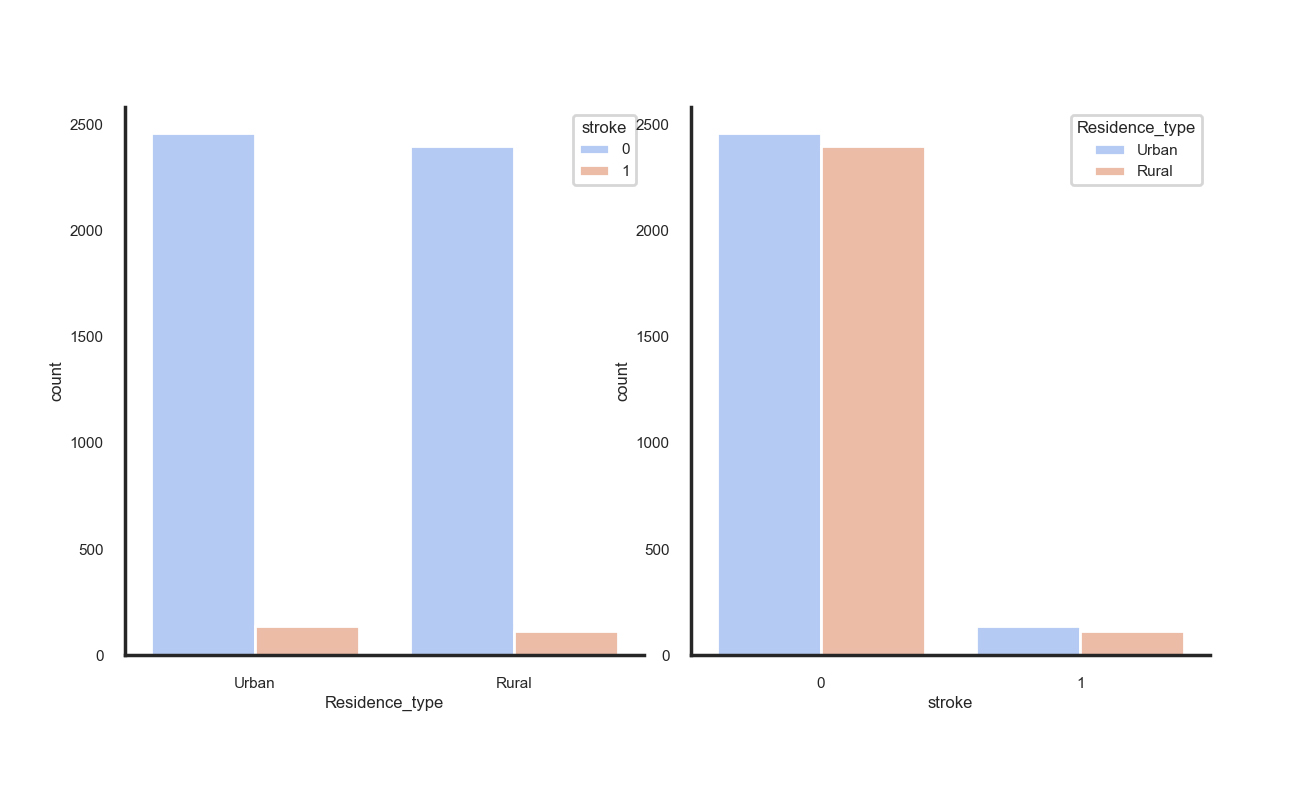 2500
2000
1500
1000
500
0
count
Urban
Rural
Residence_type
stroke
0
1
2500
2000
1500
1000
500
0
count
0
1
stroke
Residence_type
Urban
Rural